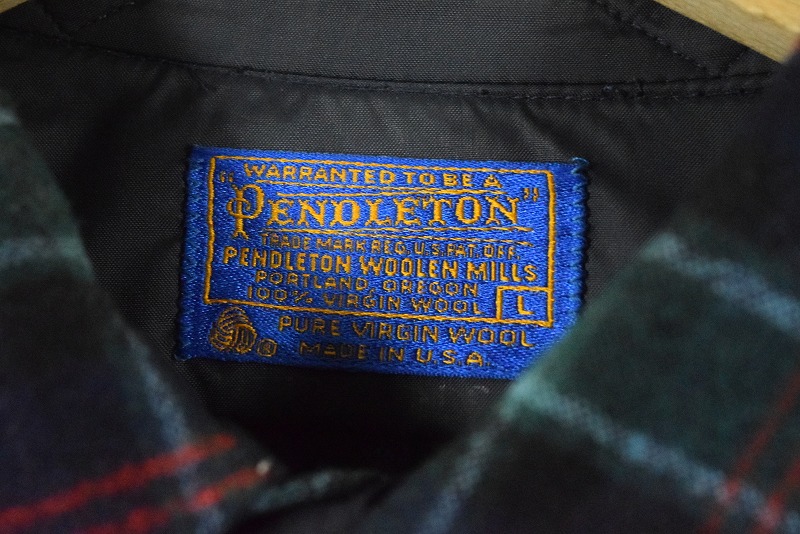 WARRANTED TO BE A
"PENDLETON"
TRADE MARK REG. U.S. PAT. OFF.
PENDLETON WOOLEN MILLS
PORTLAND, OREGON
100% VIRGIN WOOL L
PURE VIRGIN WOOL
MADE IN U.S.A.